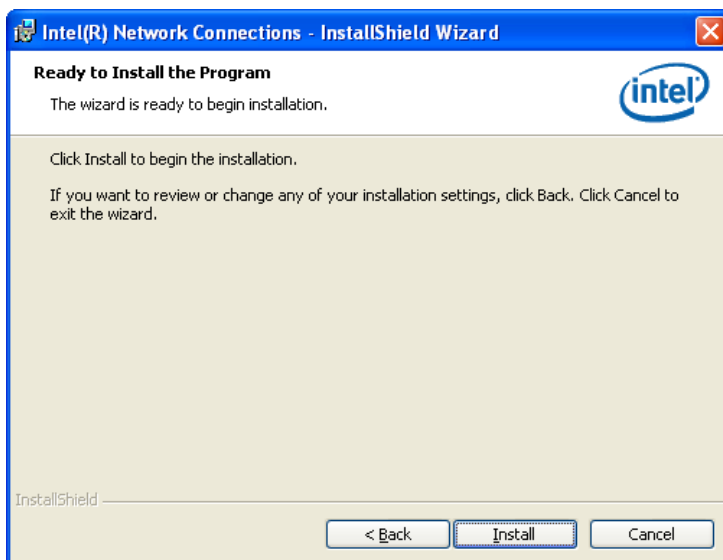 Intel(R) Network Connections - InstallShield Wizard
Ready to Install the Program
The wizard is ready to begin installation.
intel
Click Install to begin the installation.
If you want to review or change any of your installation settings, click Back. Click Cancel to
exit the wizard.
InstallShield
< Back
Install
Cancel